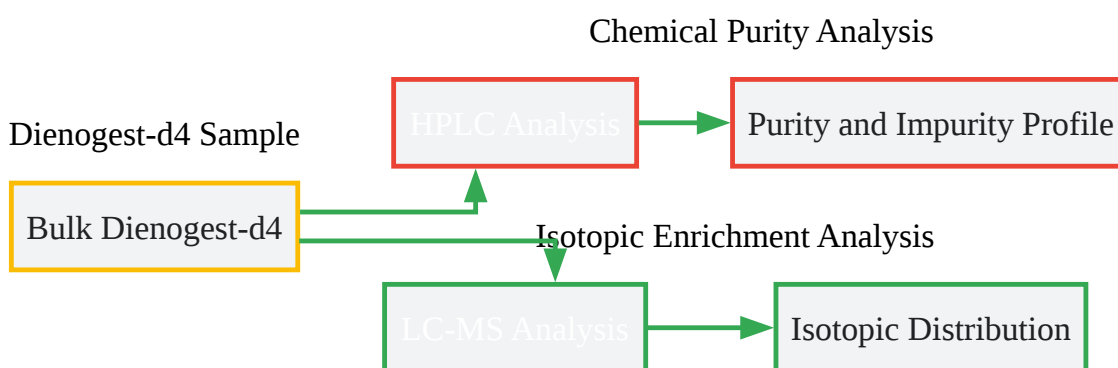 Chemical Purity Analysis
HPLC Analysis
Purity and Impurity Profile
Dienogest-d4 Sample
Bulk Dienogest-d4
Isotopic Enrichment Analysis
LC-MS Analysis
Isotopic Distribution